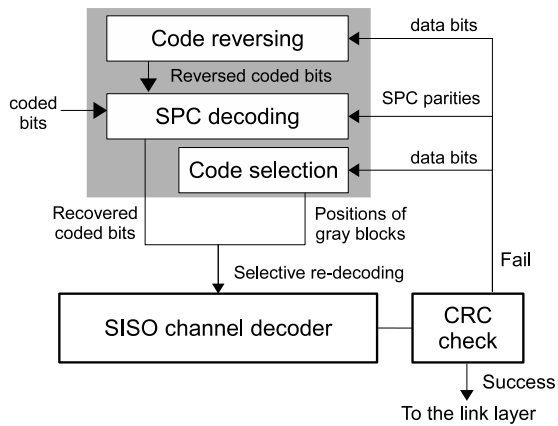 Code reversing
data bits
Reversed coded bits
coded
bits
SPC decoding
SPC parities
Code selection
data bits
Recovered
coded bits
Positions of
gray blocks
Selective re-decoding
Fail
SISO channel decoder
CRC
check
Success
To the link layer